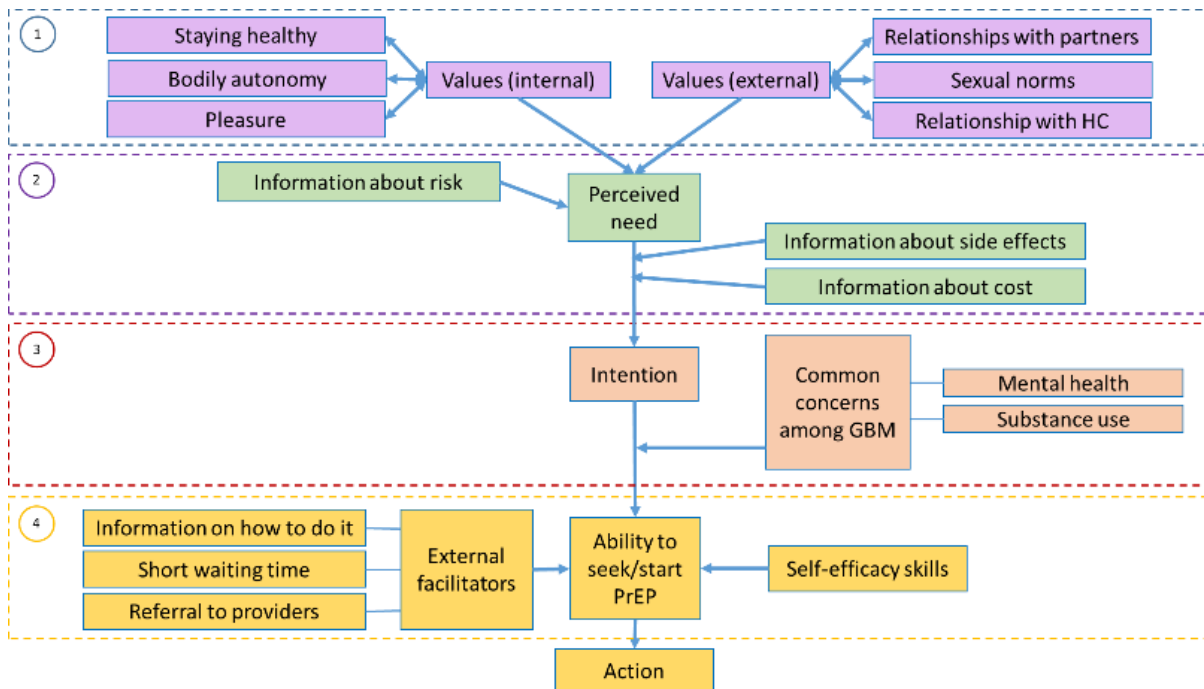 1
Staying healthy
Bodily autonomy
Pleasure
Values (internal)
Values (external)
Relationships with partners
Sexual norms
Relationship with HC
2
Information about risk
Perceived
need
Information about side effects
Information about cost
3
Intention
Common
concerns
among GBM
Mental health
Substance use
4
Information on how to do it
Short waiting time
Referral to providers
External
facilitators
Ability to
seek/start
PrEP
Self-efficacy skills
Action